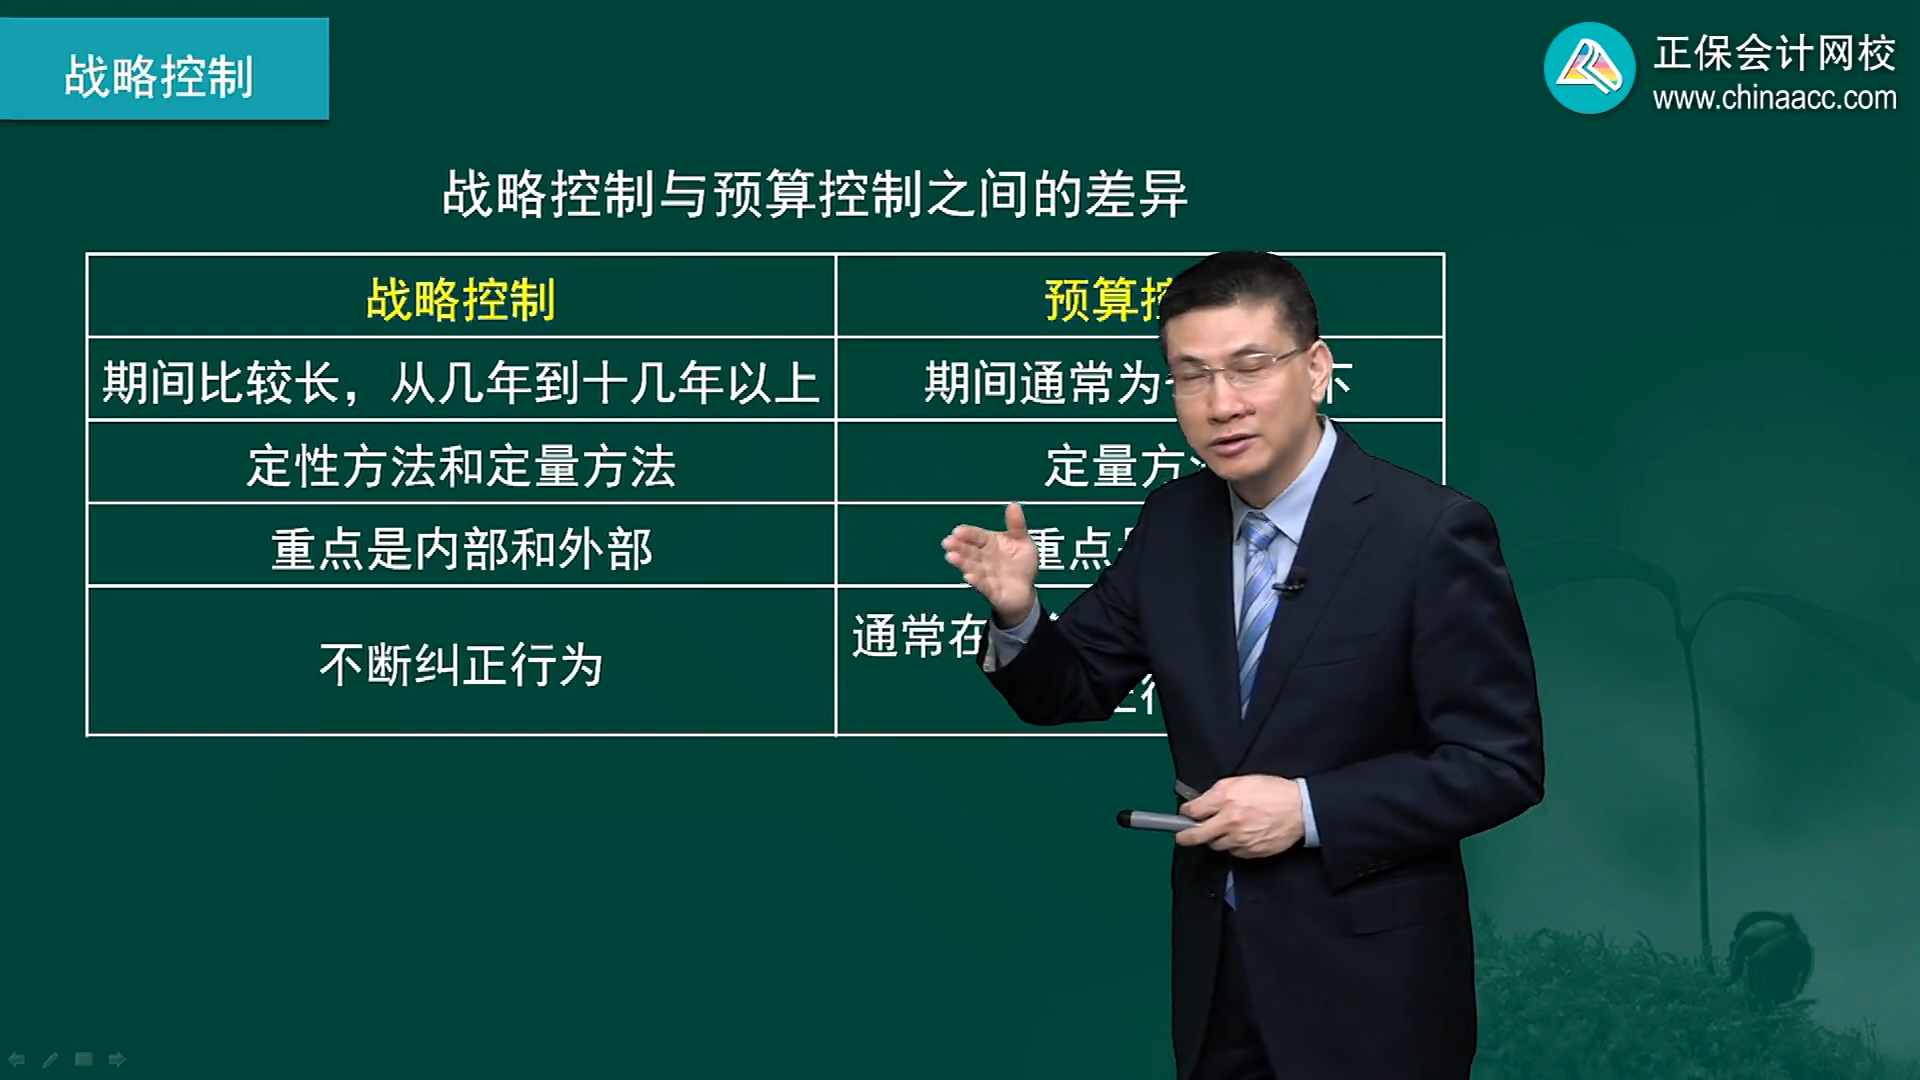 战略控制
正保会计网校
www.chinaacc.com
战略控制与预算控制之间的差异
战略控制
预算控
期间比较长，从几年到十几年以上
期间通常为
下
定性方法和定量方法
定量方法
重点是内部和外部
重点是
不断纠正行为
通常在